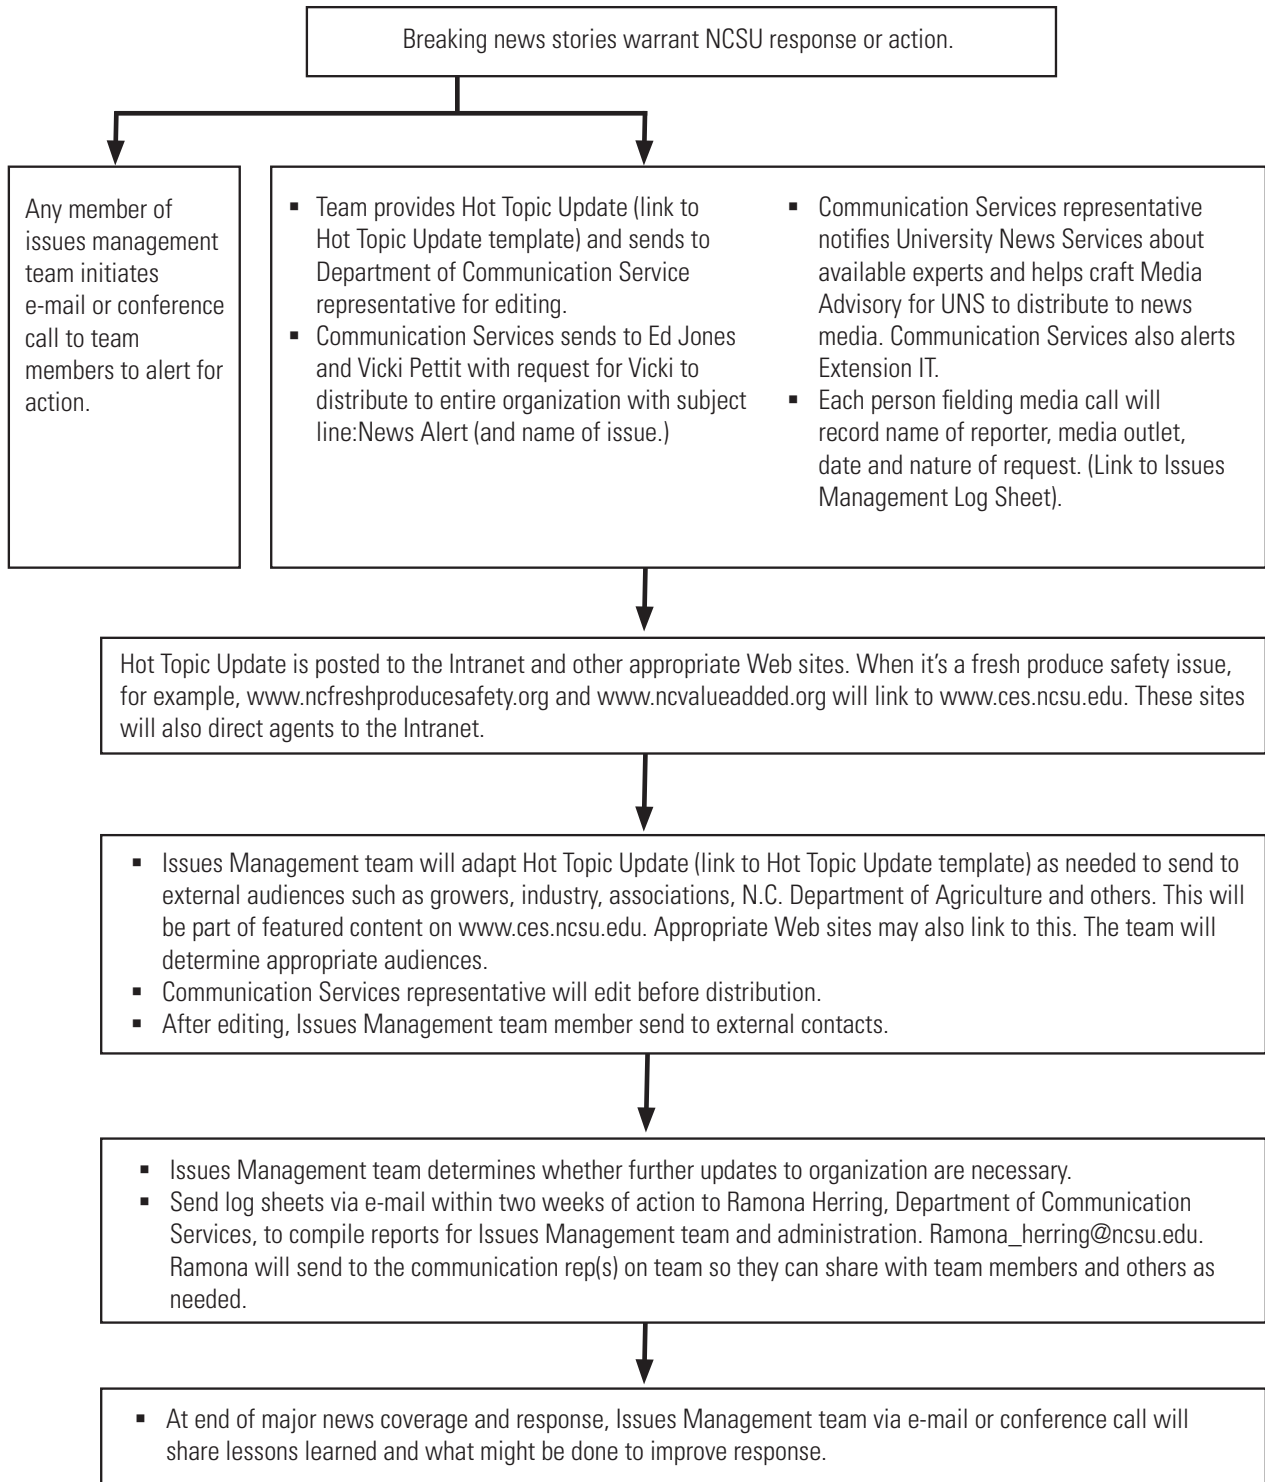 Breaking news stories warrant NCSU response or action.
Any member of
issues management
team initiates
e-mail or conference
call to team
members to alert for
action.
▪ Team provides Hot Topic Update (link to
Hot Topic Update template) and sends to
Department of Communication Service
representative for editing.
▪ Communication Services sends to Ed Jones
and Vicki Pettit with request for Vicki to
distribute to entire organization with subject
line:News Alert (and name of issue.)
▪ Communication Services representative
notifies University News Services about
available experts and helps craft Media
Advisory for UNS to distribute to news
media. Communication Services also alerts
Extension IT.
▪ Each person fielding media call will
record name of reporter, media outlet,
date and nature of request. (Link to Issues
Management Log Sheet).
Hot Topic Update is posted to the Intranet and other appropriate Web sites. When it's a fresh produce safety issue,
for example, www.ncfreshproducesafety.org and www.ncvalueadded.org will link to www.ces.ncsu.edu. These sites
will also direct agents to the Intranet.
▪ Issues Management team will adapt Hot Topic Update (link to Hot Topic Update template) as needed to send to
external audiences such as growers, industry, associations, N.C. Department of Agriculture and others. This will
be part of featured content on www.ces.ncsu.edu. Appropriate Web sites may also link to this. The team will
determine appropriate audiences.
▪ Communication Services representative will edit before distribution.
▪ After editing, Issues Management team member send to external contacts.
▪ Issues Management team determines whether further updates to organization are necessary.
▪ Send log sheets via e-mail within two weeks of action to Ramona Herring, Department of Communication
Services, to compile reports for Issues Management team and administration. Ramona_herring@ncsu.edu.
Ramona will send to the communication rep(s) on team so they can share with team members and others as
needed.
▪ At end of major news coverage and response, Issues Management team via e-mail or conference call will
share lessons learned and what might be done to improve response.